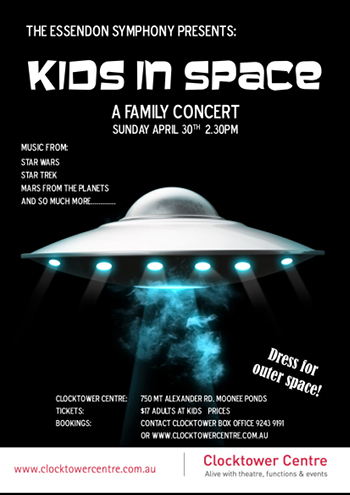 THE ESSENDON SYMPHONY PRESENTS:
KIDS IN SPACE
A FAMILY CONCERT
SUNDAY APRIL 30TH 2.30PM
MUSIC FROM:
STAR WARS
STAR TREK
MARS FROM THE PLANETS
AND SO MUCH MORE..............
Dress for
outer space!
CLOCKTOWER CENTRE: 750 MT ALEXANDER RD, MOONEE PONDS
TICKETS: $17 ADULTS AT KIDS PRICES
BOOKINGS: CONTACT CLOCKTOWER BOX OFFICE 9243 9191
OR WWW.CLOCKTOWERCENTRE.COM.AU
www.clocktowercentre.com.au
Clocktower Centre
Alive with theatre, functions & events